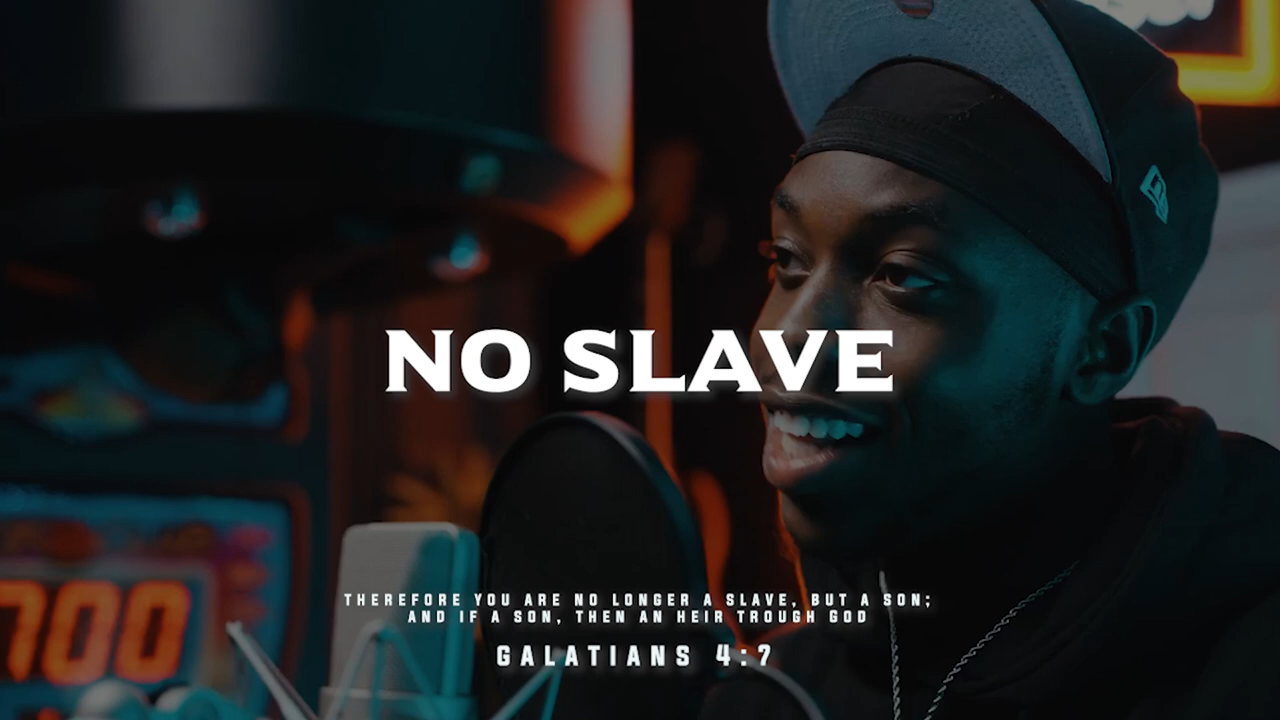 NO SLAVE
700
THEREFORE YOU ARE NO LONGER A SLAVE, BUT A SON;
AND IF A SON, THEN AN HEIR TROUGH GOD
GALATIANS 4:7